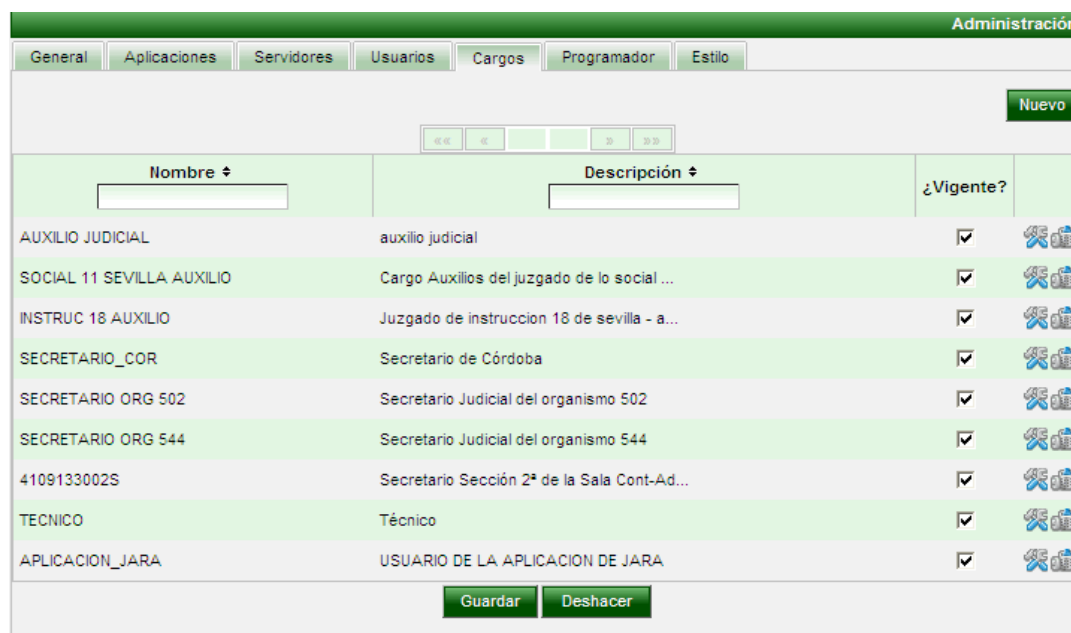 Administración
General Aplicaciones Servidores Usuarios Cargos Programador Estilo
Nuevo
«« « » »»
Nombre Descripción ¿Vigente?
AUXILIO JUDICIAL auxilio judicial
SOCIAL 11 SEVILLA AUXILIO Cargo Auxilios del juzgado de lo social ...
INSTRUC 18 AUXILIO Juzgado de instruccion 18 de sevilla - a...
SECRETARIO_COR Secretario de Córdoba
SECRETARIO ORG 502 Secretario Judicial del organismo 502
SECRETARIO ORG 544 Secretario Judicial del organismo 544
4109133002S Secretario Sección 2ª de la Sala Cont-Ad...
TECNICO Técnico
APLICACION_JARA USUARIO DE LA APLICACION DE JARA
Guardar Deshacer